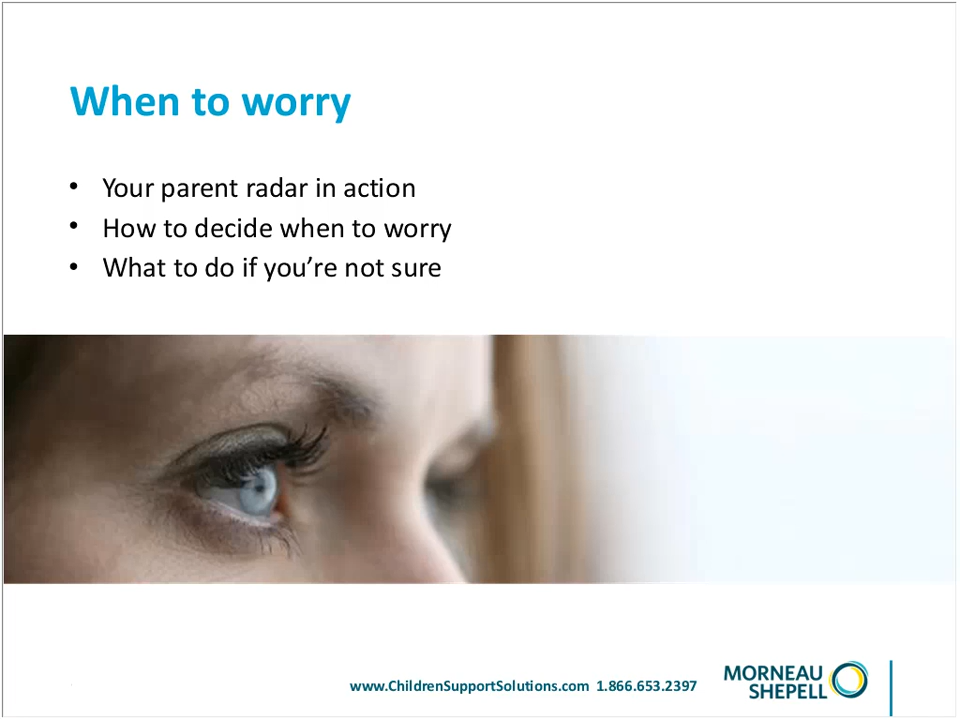 When to worry
• Your parent radar in action
• How to decide when to worry
• What to do if you’re not sure
www.ChildrenSupportSolutions.com 1.866.653.2397
MORNEAU
SHEPELL